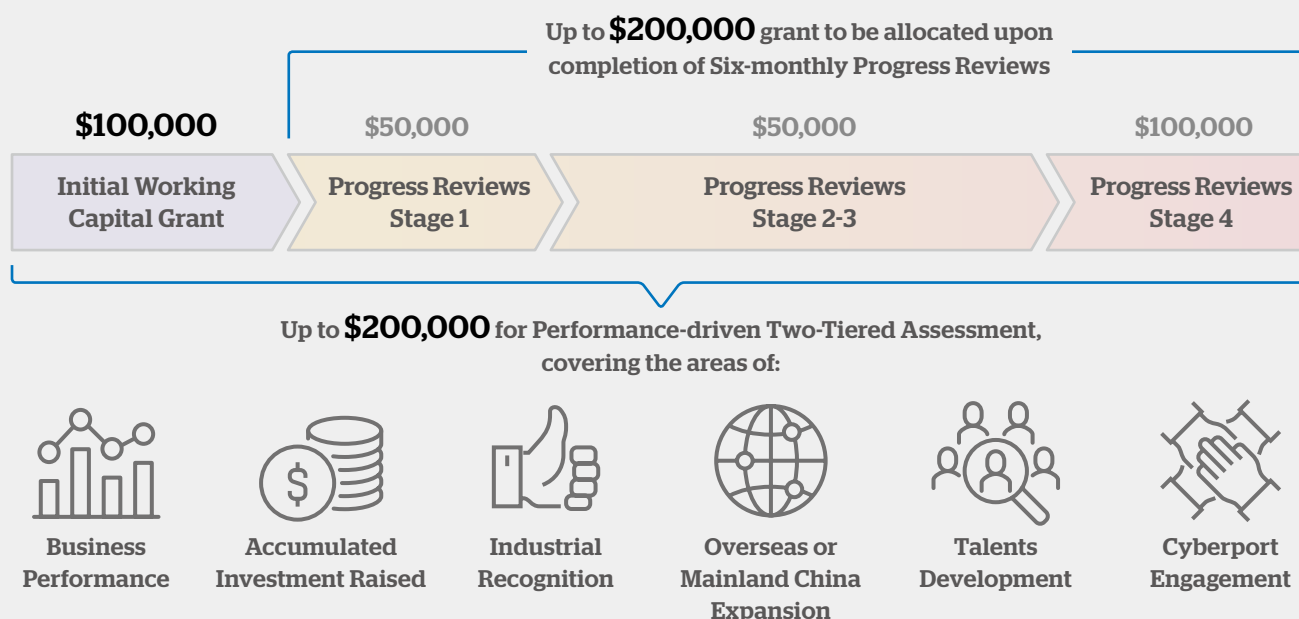 Up to $200,000 grant to be allocated upon
completion of Six-monthly Progress Reviews
$100,000
$50,000
$50,000
$100,000
Initial Working
Capital Grant
Progress Reviews
Stage 1
Progress Reviews
Stage 2-3
Progress Reviews
Stage 4
Up to $200,000 for Performance-driven Two-Tiered Assessment,
covering the areas of:
$
Business
Performance
Accumulated
Investment Raised
Industrial
Recognition
Overseas or
Mainland China
Expansion
Talents
Development
Cyberport
Engagement